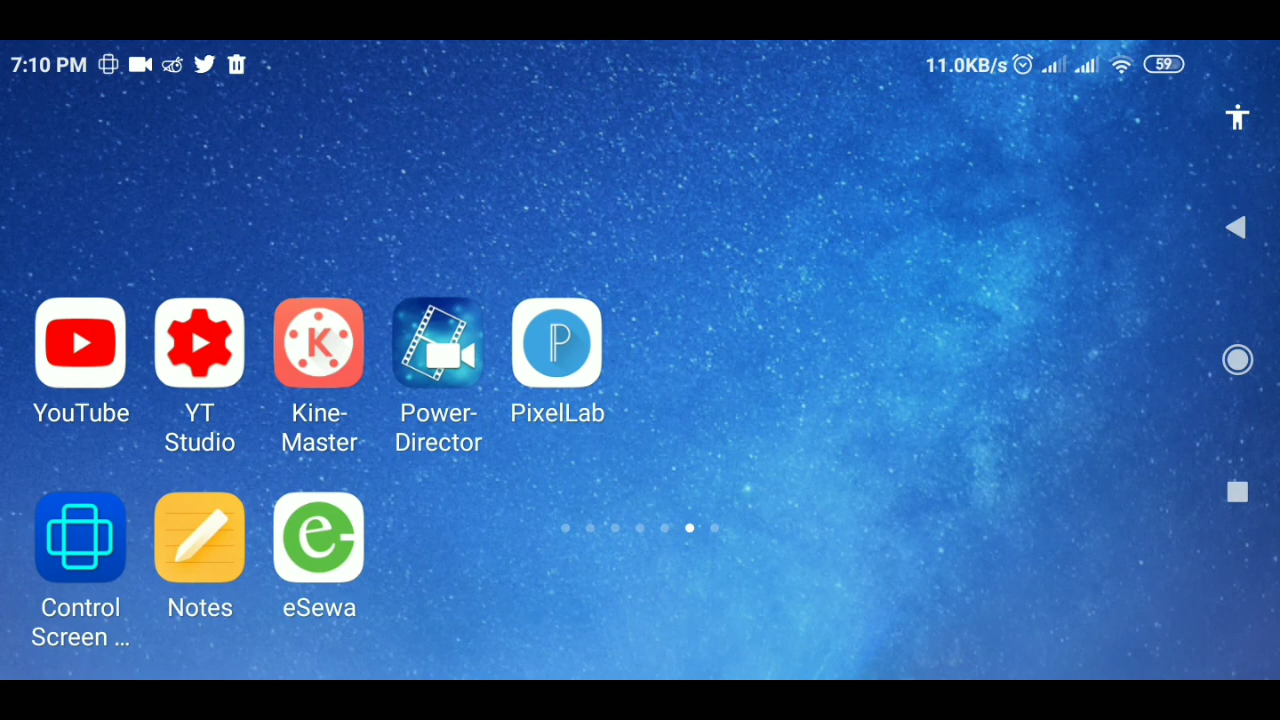 7:10 PM
11.0KB/s
59
YouTube
YT
Studio
Kine-
Master
Power-
Director
PixelLab
Control
Screen ...
Notes
eSewa